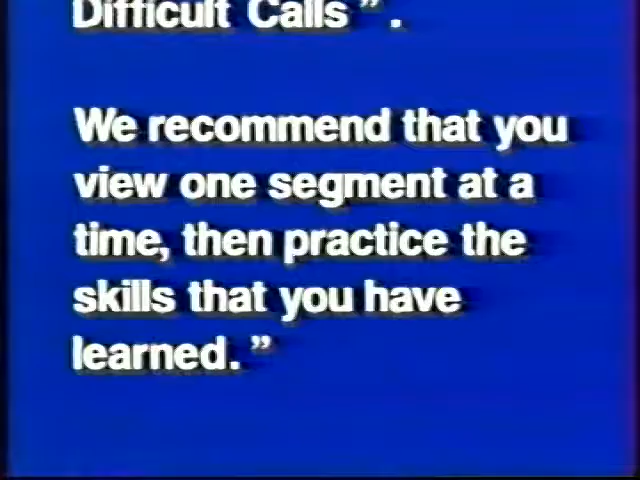 Difficult Calls ”.
We recommend that you
view one segment at a
time, then practice the
skills that you have
learned. ”